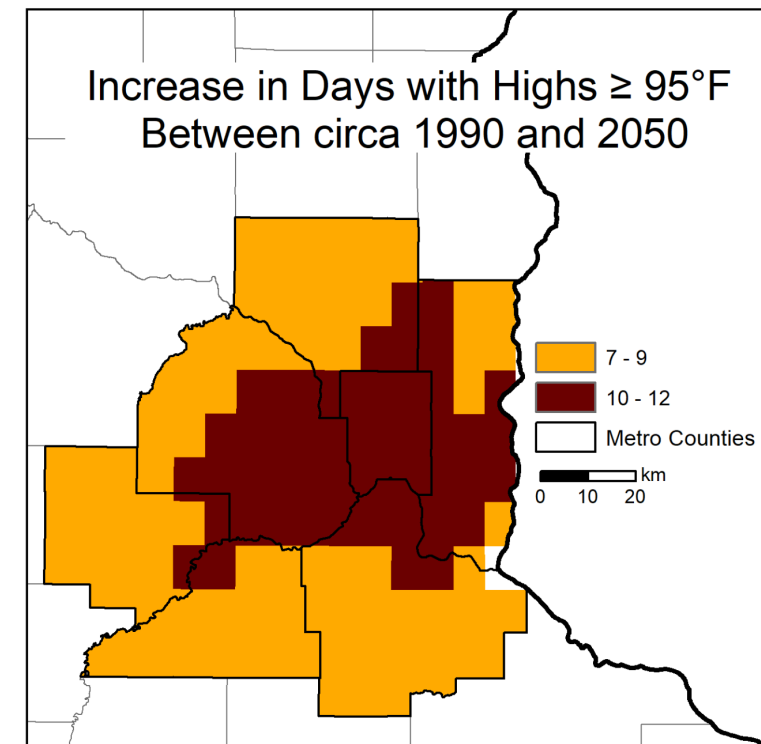 Increase in Days with Highs ≥ 95°F
Between circa 1990 and 2050
7 - 9
10 - 12
Metro Counties
km
0 10 20